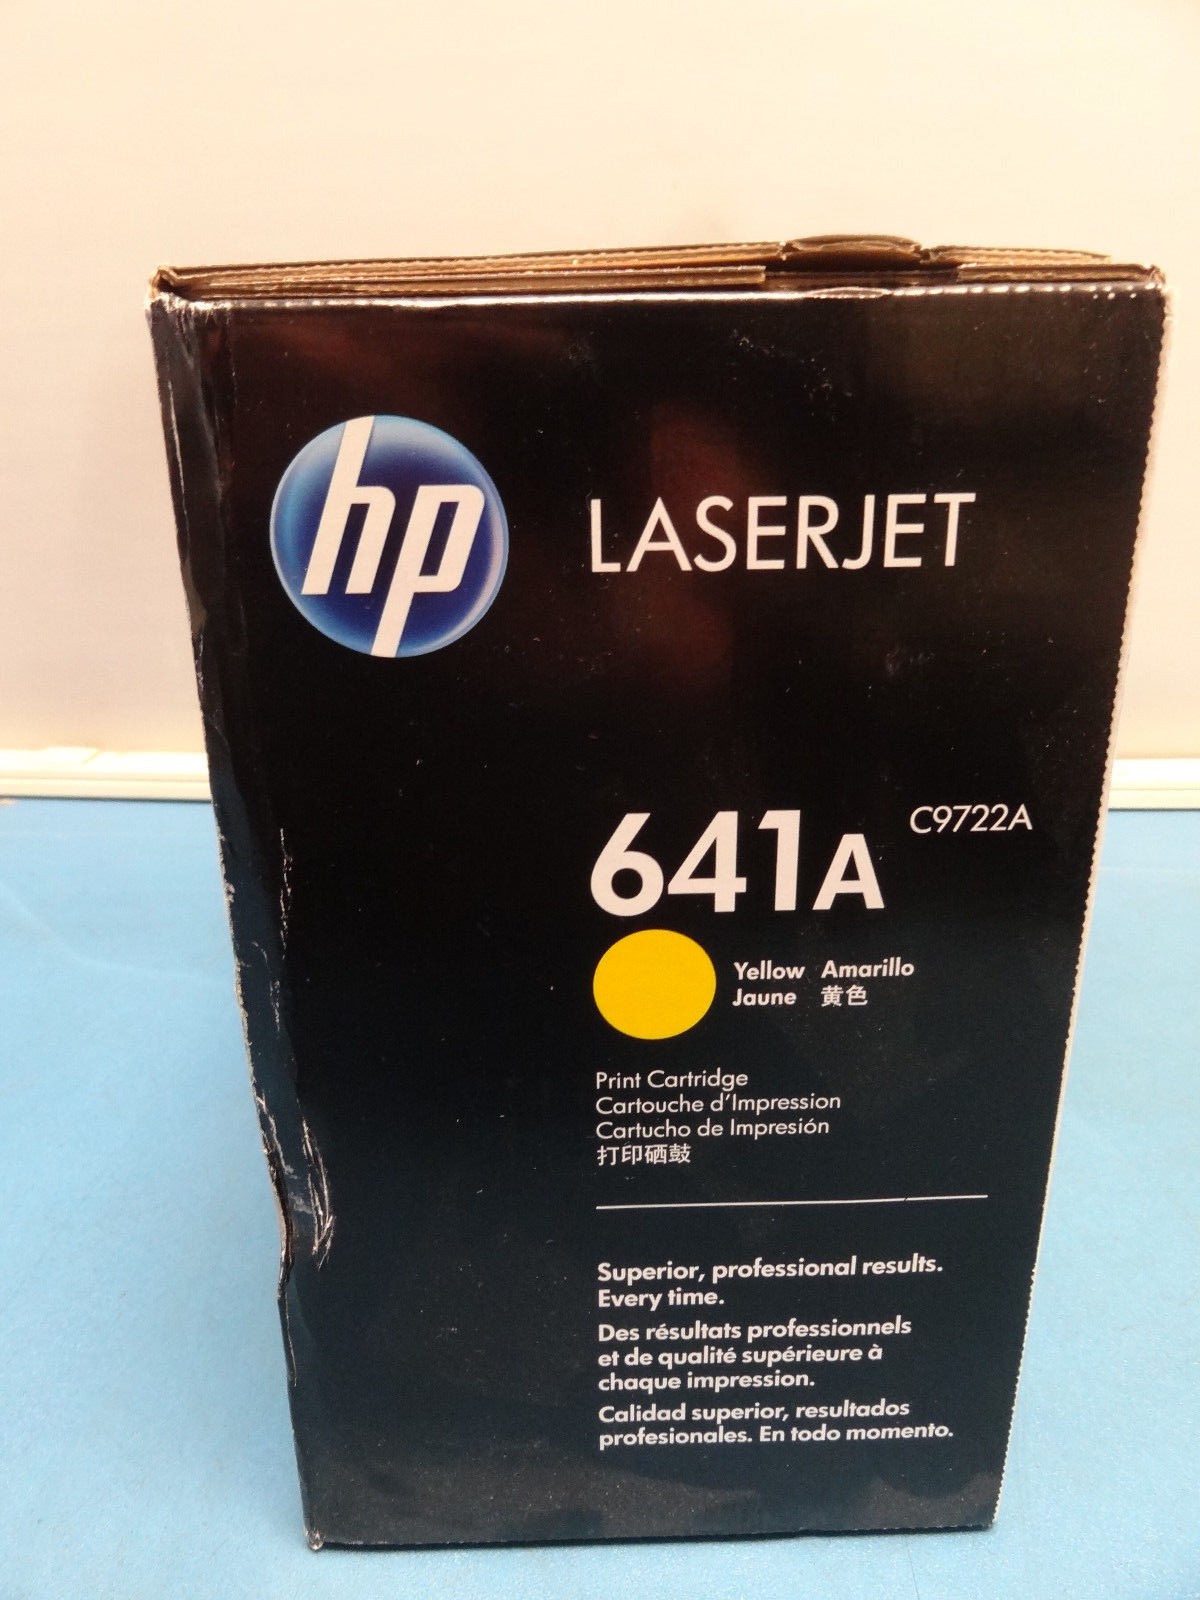 hp
LASERJET
641A C9722A
Yellow Amarillo
Jaune 黄色
Print Cartridge
Cartouche d'Impression
Cartucho de Impresión
打印硒鼓
Superior, professional results.
Every time.
Des résultats professionnels
et de qualité supérieure à
chaque impression.
Calidad superior, resultados
profesionales. En todo momento.